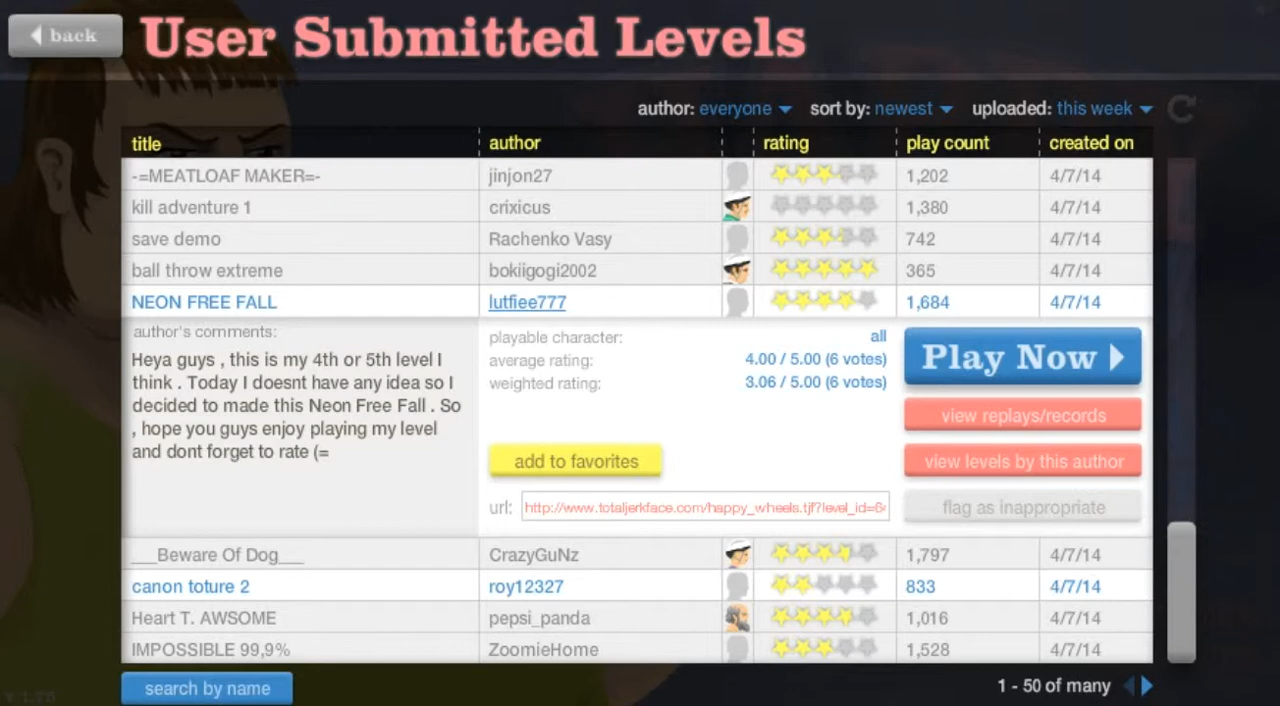 back
User Submitted Levels
author: everyone sort by: newest uploaded: this week
title author rating play count created on
-=MEATLOAF MAKER=- jinjon27 1,202 4/7/14
kill adventure 1 crixicus 1,380 4/7/14
save demo Rachenko Vasy 742 4/7/14
ball throw extreme bokiigogi2002 365 4/7/14
NEON FREE FALL lutfiee777 1,684 4/7/14
author's comments:
Heya guys , this is my 4th or 5th level I
think . Today I doesnt have any idea so I
decided to made this Neon Free Fall . So
, hope you guys enjoy playing my level
and dont forget to rate (=
playable character: all
average rating: 4.00 / 5.00 (6 votes)
weighted rating: 3.06 / 5.00 (6 votes)
add to favorites
url: http://www.totaljerkface.com/happy_wheels.tjf?level_id=6
Play Now
view replays/records
view levels by this author
flag as inappropriate
___Beware Of Dog___ CrazyGuNz 1,797 4/7/14
canon toture 2 roy12327 833 4/7/14
Heart T. AWSOME pepsi_panda 1,016 4/7/14
IMPOSSIBLE 99,9% ZoomieHome 1,528 4/7/14
search by name
1 - 50 of many